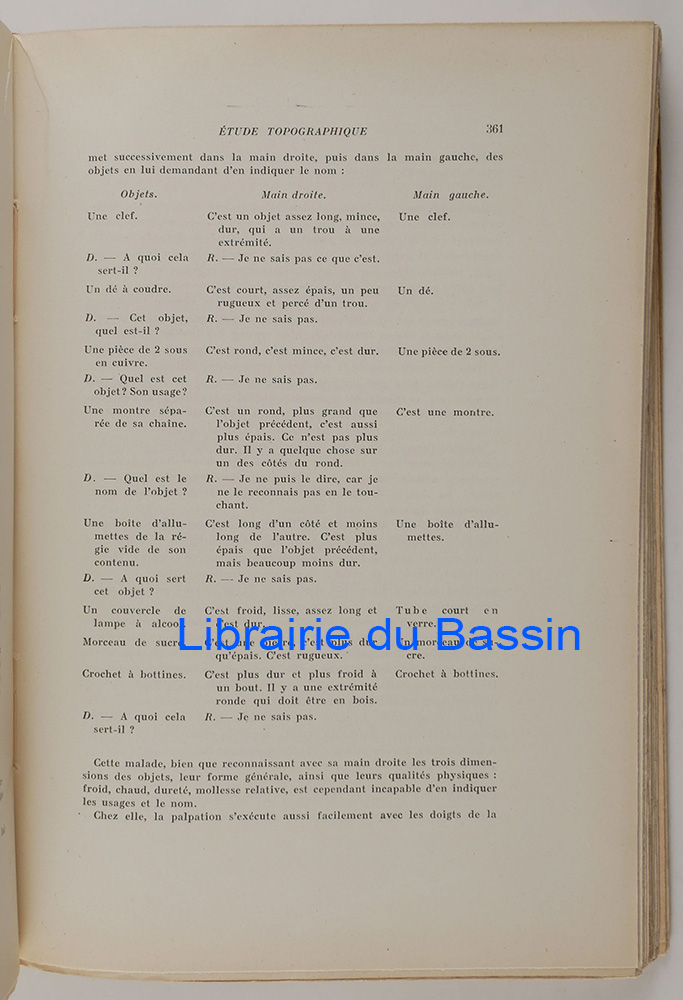 ÉTUDE TOPOGRAPHIQUE 361
met successivement dans la main droite, puis dans la main gauche, des
objets en lui demandant d'en indiquer le nom :
Objets. Main droite. Main gauche.
Une clef. C'est un objet assez long, mince, Une clef.
dur, qui a un trou à une
extrémité.
D. — A quoi cela R. — Je ne sais pas ce que c'est.
sert-il ?
Un dé à coudre. C'est court, assez épais, un peu Un dé.
rugueux et percé d'un trou.
D. — Cet objet, R. — Je ne sais pas.
quel est-il ?
Une pièce de 2 sous C'est rond, c'est mince, c'est dur. Une pièce de 2 sous.
en cuivre.
D. — Quel est cet R. — Je ne sais pas.
objet ? Son usage ?
Une montre sépa- C'est un rond, plus grand que C'est une montre.
rée de sa chaîne. l'objet précédent, c'est aussi
plus épais. Ce n'est pas plus
dur. Il y a quelque chose sur
un des côtés du rond.
D. — Quel est le R. — Je ne puis le dire, car je
nom de l'objet ? ne le reconnais pas en le tou-
chant.
Une boîte d'allu- C'est long d'un côté et moins Une boîte d'allu-
mettes de la ré- long de l'autre. C'est plus mettes.
gie vide de son épais que l'objet précédent,
contenu. mais beaucoup moins dur.
D. — A quoi sert R. — Je ne sais pas.
cet objet ?
Un couvercle de C'est froid, lisse, assez long et Tube court en
lampe à alcool c'est dur. verre.
Librairie du Bassin
Morceau de sucre. C'est une pierre, c'est plus dur Un morceau de su-
qu'épais. C'est rugueux. cre.
Crochet à bottines. C'est plus dur et plus froid à Crochet à bottines.
un bout. Il y a une extrémité
ronde qui doit être en bois.
D. — A quoi cela R. — Je ne sais pas.
sert-il ?
Cette malade, bien que reconnaissant avec sa main droite les trois dimen-
sions des objets, leur forme générale, ainsi que leurs qualités physiques :
froid, chaud, dureté, mollesse relative, est cependant incapable d'en indiquer
les usages et le nom.
Chez elle, la palpation s'exécute aussi facilement avec les doigts de la